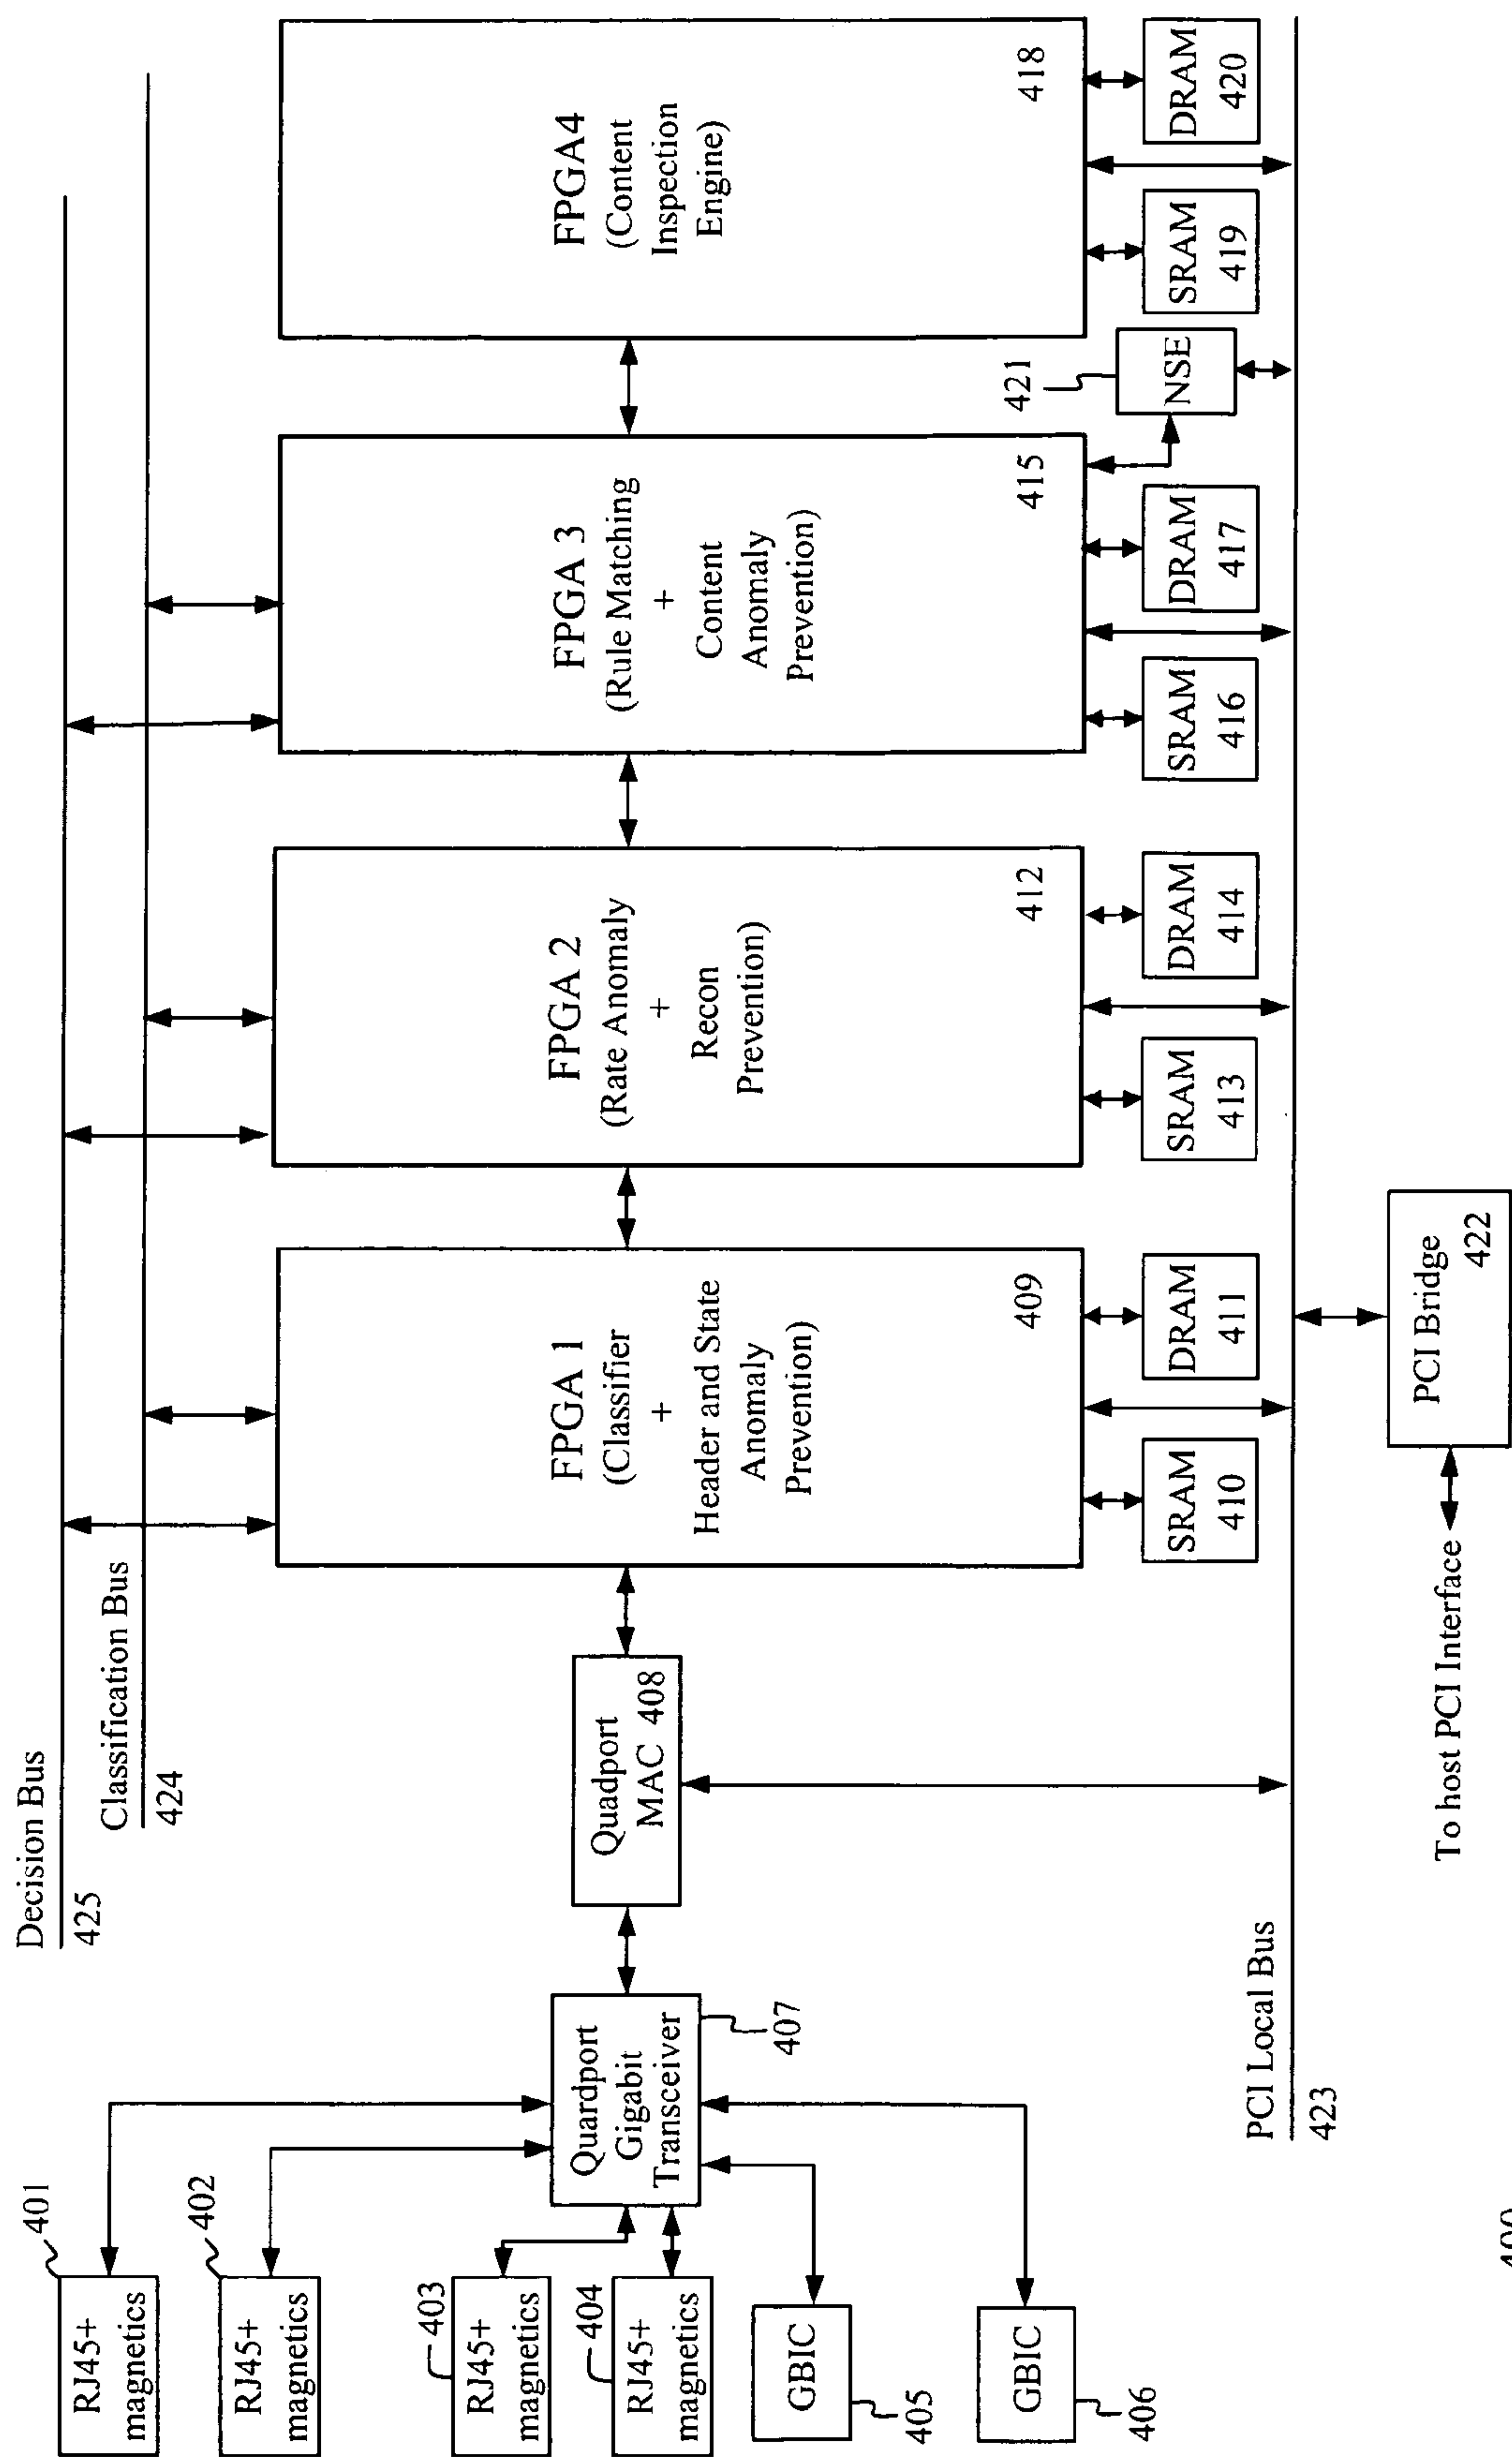 Decision Bus
425
Classification Bus
424
401
RJ45+
magnetics
402
RJ45+
magnetics
403
RJ45+
magnetics
404
RJ45+
magnetics
GBIC
405
GBIC
406
Quardport
Gigabit
Transceiver
407
Quadport
MAC 408
FPGA 1
(Classifier
+
Header and State
Anomaly
Prevention)
409
SRAM
410
DRAM
411
FPGA 2
(Rate Anomaly
+
Recon
Prevention)
412
SRAM
413
DRAM
414
FPGA 3
(Rule Matching
+
Content
Anomaly
Prevention)
415
SRAM
416
DRAM
417
421
NSE
FPGA4
(Content
Inspection
Engine)
418
SRAM
419
DRAM
420
PCI Local Bus
423
To host PCI Interface
PCI Bridge
422